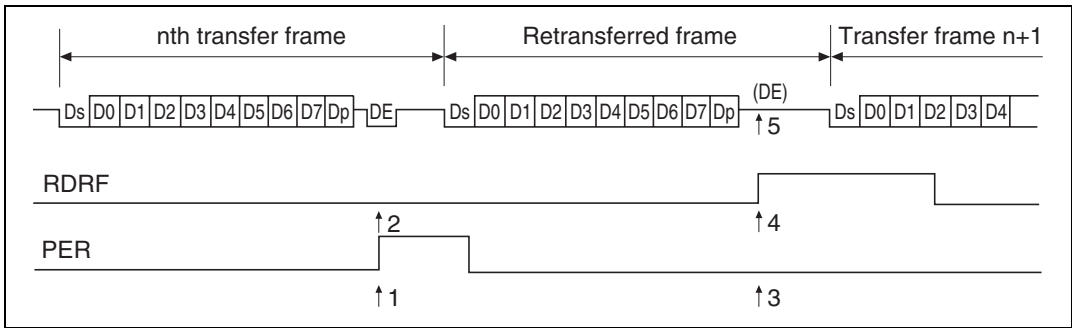 nth transfer frame Retransferred frame Transfer frame n+1
(DE)
Ds D0 D1 D2 D3 D4 D5 D6 D7 Dp DE Ds D0 D1 D2 D3 D4 D5 D6 D7 Dp Ds D0 D1 D2 D3 D4
5
RDRF
2 4
PER
1 3